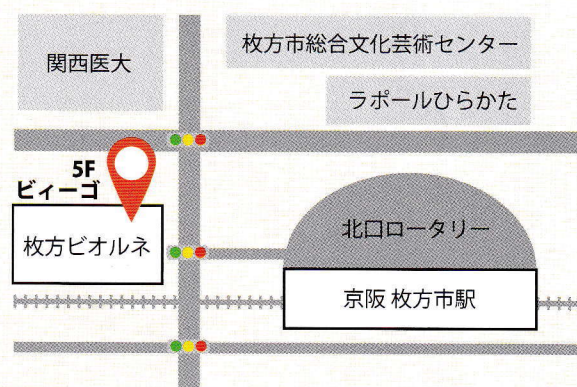 関西医大
枚方市総合文化芸術センター
ラポールひらかた
5F
ビィーゴ
枚方ビオルネ
北口ロータリー
京阪 枚方市駅